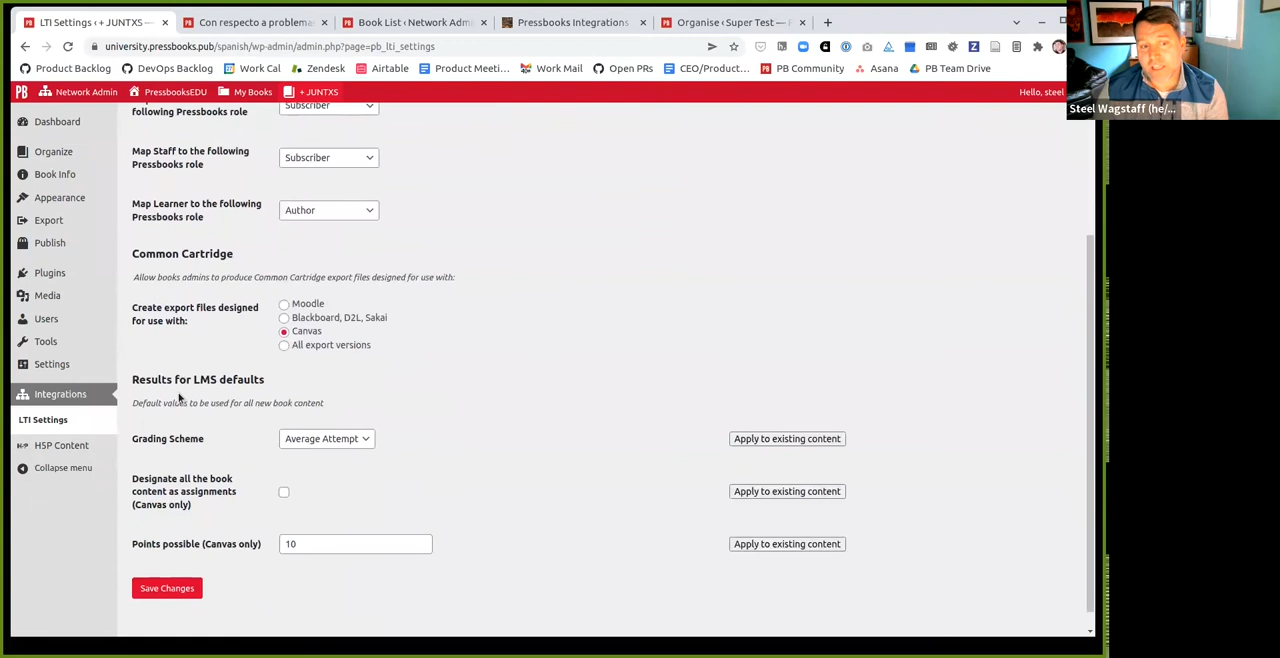 LTI Settings ‹ + JUNTXS —
Con respecto a problema
Book List ‹ Network Adm
Pressbooks Integrations
Organise ‹ Super Test — P
university.pressbooks.pub/spanish/wp-admin/admin.php?page=pb_lti_settings
Product Backlog
DevOps Backlog
Work Cal
Zendesk
Airtable
Product Meeti...
Work Mail
Open PRs
CEO/Product...
PB Community
Asana
PB Team Drive
PB
Network Admin
PressbooksEDU
My Books
+ JUNTXS
Hello, steel
Steel Wagstaff (he/...
Dashboard
Organize
Book Info
Appearance
Export
Publish
Plugins
Media
Users
Tools
Settings
Integrations
LTI Settings
H5P Content
Collapse menu
following Pressbooks role
Subscriber
Map Staff to the following
Pressbooks role
Subscriber
Map Learner to the following
Pressbooks role
Author
Common Cartridge
Allow books admins to produce Common Cartridge export files designed for use with:
Create export files designed
for use with:
Moodle
Blackboard, D2L, Sakai
Canvas
All export versions
Results for LMS defaults
Default values to be used for all new book content
Grading Scheme
Average Attempt
Apply to existing content
Designate all the book
content as assignments
(Canvas only)
Apply to existing content
Points possible (Canvas only)
10
Apply to existing content
Save Changes